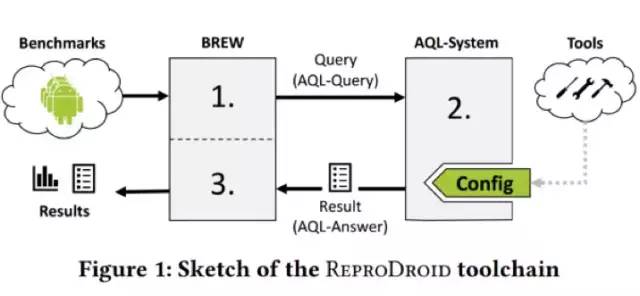 Benchmarks
BREW
AQL-System
Tools
Query
(AQL-Query)
1.
2.
3.
Config
Results
Result
(AQL-Answer)
Figure 1: Sketch of the REPRODROID toolchain